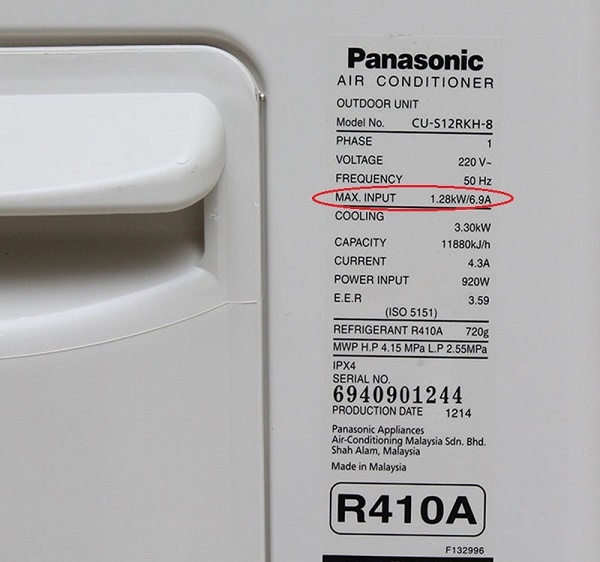 Panasonic
AIR CONDITIONER
OUTDOOR UNIT
Model No. CU-S12RKH-8
PHASE 1
VOLTAGE 220 V~
FREQUENCY 50 Hz
MAX. INPUT 1.28kW/6.9A
COOLING
3.30kW
CAPACITY 11880kJ/h
CURRENT 4.3A
POWER INPUT 920W
E.E.R 3.59
(ISO 5151)
REFRIGERANT R410A 720g
MWP H.P 4.15 MPa L.P 2.55MPa
IPX4
SERIAL NO.
6940901244
PRODUCTION DATE 1214
Panasonic Appliances
Air-Conditioning Malaysia Sdn. Bhd.
Shah Alam, Malaysia
Made in Malaysia
R410A
F132996